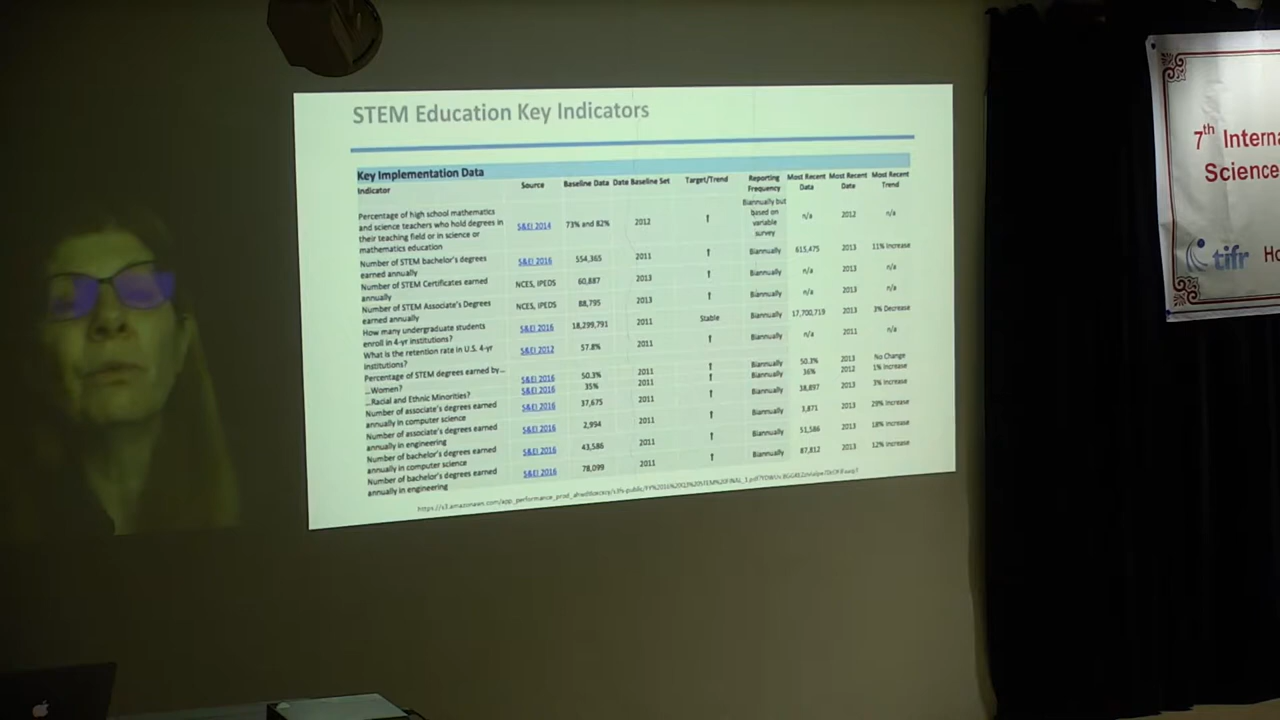 STEM Education Key Indicators
Key Implementation Data
Indicator Source Baseline Data Date Baseline Set Target/Trend Reporting Frequency Most Recent Data Most Recent Date Most Recent Trend
Percentage of high school mathematics
and science teachers who hold degrees in
their teaching field or in science or
mathematics education
S&EI 2014 73% and 82% 2012 ↑ Biannually but based on variable survey n/a 2012 n/a
Number of STEM bachelor's degrees
earned annually
S&EI 2016 554,365 2011 ↑ Biannually 615,475 2013 11% Increase
Number of STEM Certificates earned
annually
NCES, IPEDS 60,887 2013 ↑ Biannually n/a 2013 n/a
Number of STEM Associate's Degrees
earned annually
NCES, IPEDS 88,795 2013 ↑ Biannually n/a 2013 n/a
How many undergraduate students
enroll in 4-yr institutions?
S&EI 2016 18,299,791 2011 Stable Biannually 17,700,719 2013 3% Decrease
What is the retention rate in U.S. 4-yr
institutions?
S&EI 2012 57.8% 2011 ↑ Biannually n/a 2011 n/a
Percentage of STEM degrees earned by...
...Women? S&EI 2016 50.3% 2011 ↑ Biannually 50.3% 2013 No Change
...Racial and Ethnic Minorities? S&EI 2016 35% 2011 ↑ 36% 2012 1% Increase
Number of associate's degrees earned
annually in computer science
S&EI 2016 37,675 2011 ↑ Biannually 38,897 2013 3% Increase
Number of associate's degrees earned
annually in engineering
S&EI 2016 2,994 2011 ↑ Biannually 3,871 2013 29% Increase
Number of bachelor's degrees earned
annually in computer science
S&EI 2016 43,586 2011 ↑ Biannually 51,586 2013 18% Increase
Number of bachelor's degrees earned
annually in engineering
S&EI 2016 78,099 2011 ↑ Biannually 87,812 2013 12% Increase
7th Interna
Science
tifr Ho